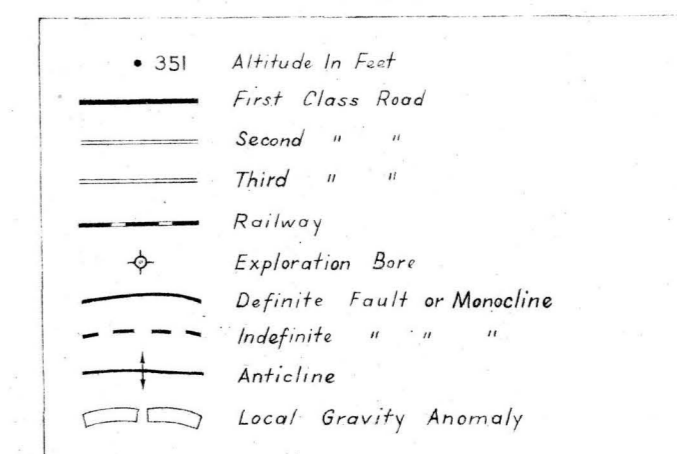 • 351 Altitude In Feet
First Class Road
Second " "
Third " "
Railway
Exploration Bore
Definite Fault or Monocline
Indefinite " " "
Anticline
Local Gravity Anomaly